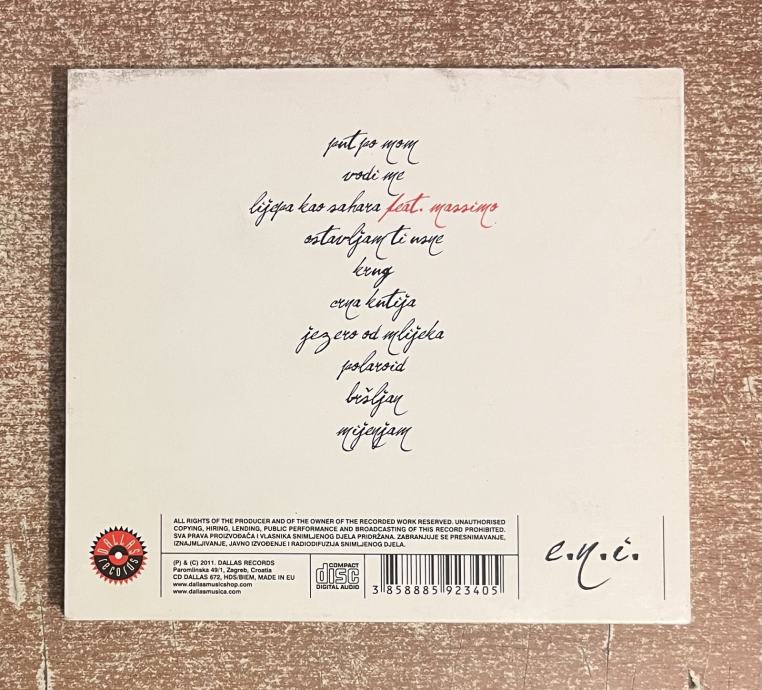 put po mom
vodi me
lijepa kao sahara feat. massimo
ostavljam ti usne
krug
crna kutija
jezero od mlijeka
polaroid
bršljan
mijenjam
DALLAS
records
ALL RIGHTS OF THE PRODUCER AND OF THE OWNER OF THE RECORDED WORK RESERVED. UNAUTHORISED
COPYING, HIRING, LENDING, PUBLIC PERFORMANCE AND BROADCASTING OF THIS RECORD PROHIBITED.
SVA PRAVA PROIZVOĐAČA I VLASNIKA SNIMLJENOG DJELA PRIDRŽANA. ZABRANJUJE SE PRESNIMAVANJE,
IZNAJMLJIVANJE, JAVNO IZVOĐENJE I RADIODIFUZIJA SNIMLJENOG DJELA.
(P) & (C) 2011. DALLAS RECORDS
Paromlinska 49/1, Zagreb, Croatia
CD DALLAS 672, HDS/BIEM, MADE IN EU
www.dallasmusicshop.com
www.dallasmusica.com
COMPACT
disc
DIGITAL AUDIO
3 858885 923405
e.n.i.